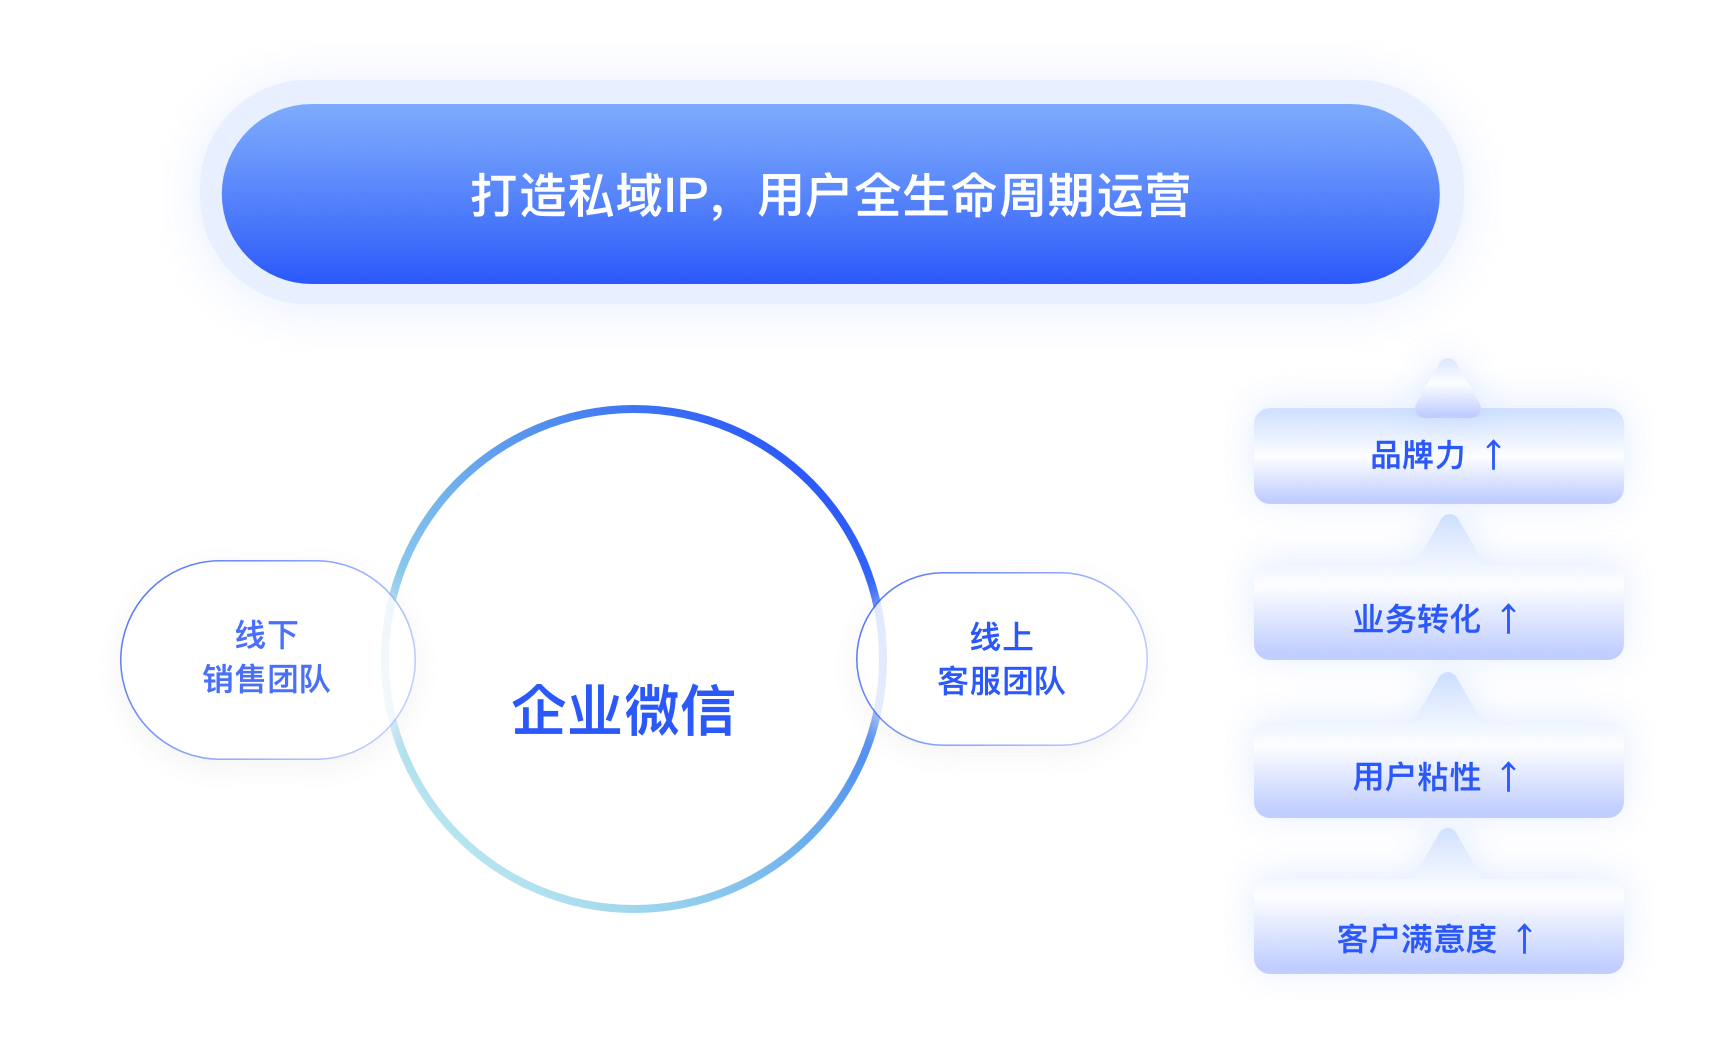 打造私域IP，用户全生命周期运营
线下
销售团队
企业微信
线上
客服团队
品牌力 ↑
业务转化 ↑
用户粘性 ↑
客户满意度 ↑